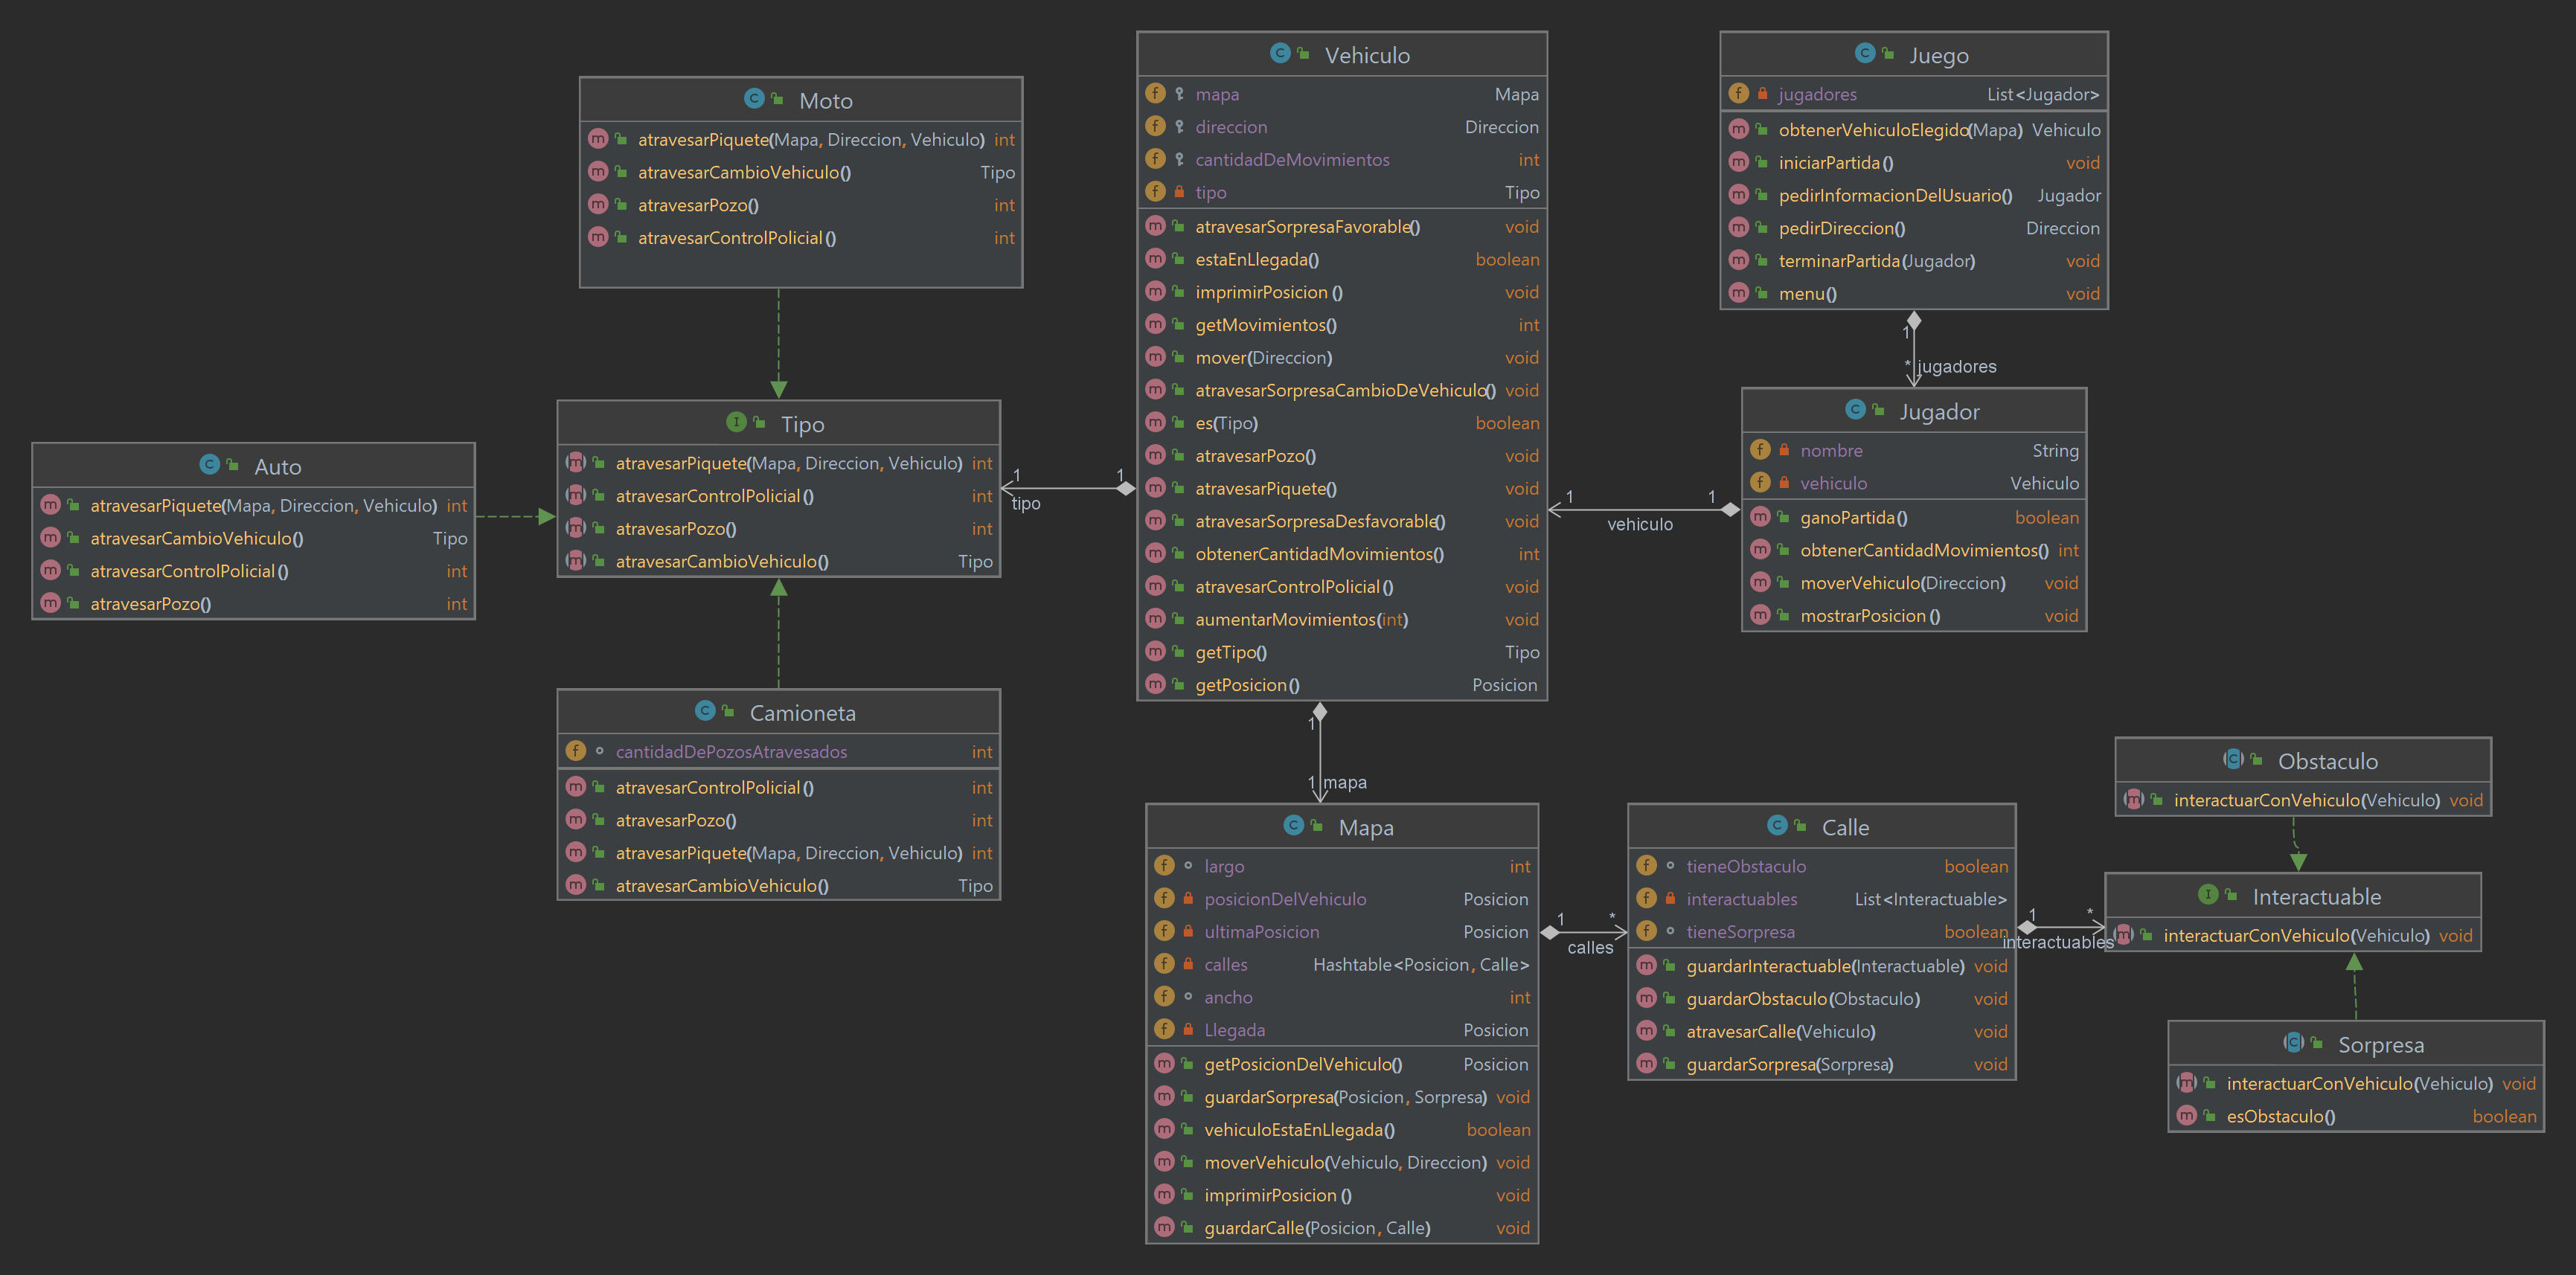 Moto
atravesarPiquete(Mapa, Direccion, Vehiculo) int
atravesarCambioVehiculo() Tipo
atravesarPozo() int
atravesarControlPolicial() int
Auto
atravesarPiquete(Mapa, Direccion, Vehiculo) int
atravesarCambioVehiculo() Tipo
atravesarControlPolicial() int
atravesarPozo() int
Tipo
atravesarPiquete(Mapa, Direccion, Vehiculo) int
atravesarControlPolicial() int
atravesarPozo() int
atravesarCambioVehiculo() Tipo
Camioneta
cantidadDePozosAtravesados int
atravesarControlPolicial() int
atravesarPozo() int
atravesarPiquete(Mapa, Direccion, Vehiculo) int
atravesarCambioVehiculo() Tipo
1 1
tipo
Vehiculo
mapa Mapa
direccion Direccion
cantidadDeMovimientos int
tipo Tipo
atravesarSorpresaFavorable() void
estaEnLlegada() boolean
imprimirPosicion() void
getMovimientos() int
mover(Direccion) void
atravesarSorpresaCambioDeVehiculo() void
es(Tipo) boolean
atravesarPozo() void
atravesarPiquete() void
atravesarSorpresaDesfavorable() void
obtenerCantidadMovimientos() int
atravesarControlPolicial() void
aumentarMovimientos(int) void
getTipo() Tipo
getPosicion() Posicion
1
1 mapa
Juego
jugadores List<Jugador>
obtenerVehiculoElegido(Mapa) Vehiculo
iniciarPartida() void
pedirInformacionDelUsuario() Jugador
pedirDireccion() Direccion
terminarPartida(Jugador) void
menu() void
1
* jugadores
Jugador
nombre String
vehiculo Vehiculo
ganoPartida() boolean
obtenerCantidadMovimientos() int
moverVehiculo(Direccion) void
mostrarPosicion() void
1 1
vehiculo
Mapa
largo int
posicionDelVehiculo Posicion
ultimaPosicion Posicion
calles Hashtable<Posicion, Calle>
ancho int
Llegada Posicion
getPosicionDelVehiculo() Posicion
guardarSorpresa(Posicion, Sorpresa) void
vehiculoEstaEnLlegada() boolean
moverVehiculo(Vehiculo, Direccion) void
imprimirPosicion() void
guardarCalle(Posicion, Calle) void
1 *
calles
Calle
tieneObstaculo boolean
interactuables List<Interactuable>
tieneSorpresa boolean
guardarInteractuable(Interactuable) void
guardarObstaculo(Obstaculo) void
atravesarCalle(Vehiculo) void
guardarSorpresa(Sorpresa) void
1 *
interactuables
Obstaculo
interactuarConVehiculo(Vehiculo) void
Interactuable
interactuarConVehiculo(Vehiculo) void
Sorpresa
interactuarConVehiculo(Vehiculo) void
esObstaculo() boolean